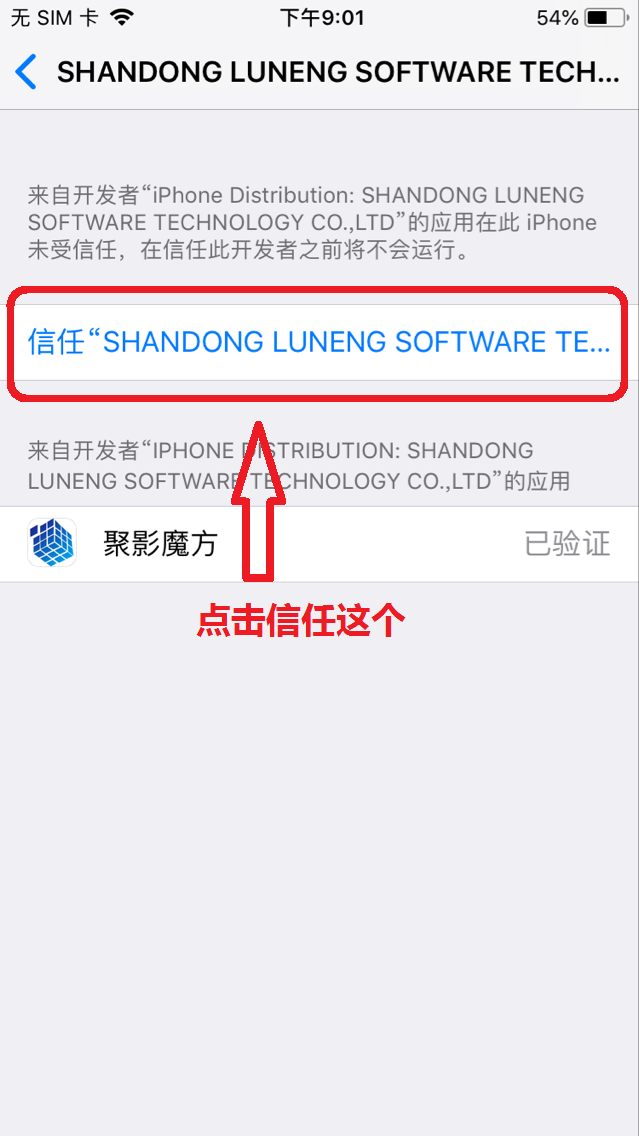 无 SIM 卡 下午9:01 54%
SHANDONG LUNENG SOFTWARE TECH...
来自开发者“iPhone Distribution: SHANDONG LUNENG
SOFTWARE TECHNOLOGY CO.,LTD”的应用在此 iPhone
未受信任，在信任此开发者之前将不会运行。
信任“SHANDONG LUNENG SOFTWARE TE...
来自开发者“IPHONE DISTRIBUTION: SHANDONG
LUNENG SOFTWARE TECHNOLOGY CO.,LTD”的应用
聚影魔方 已验证
点击信任这个